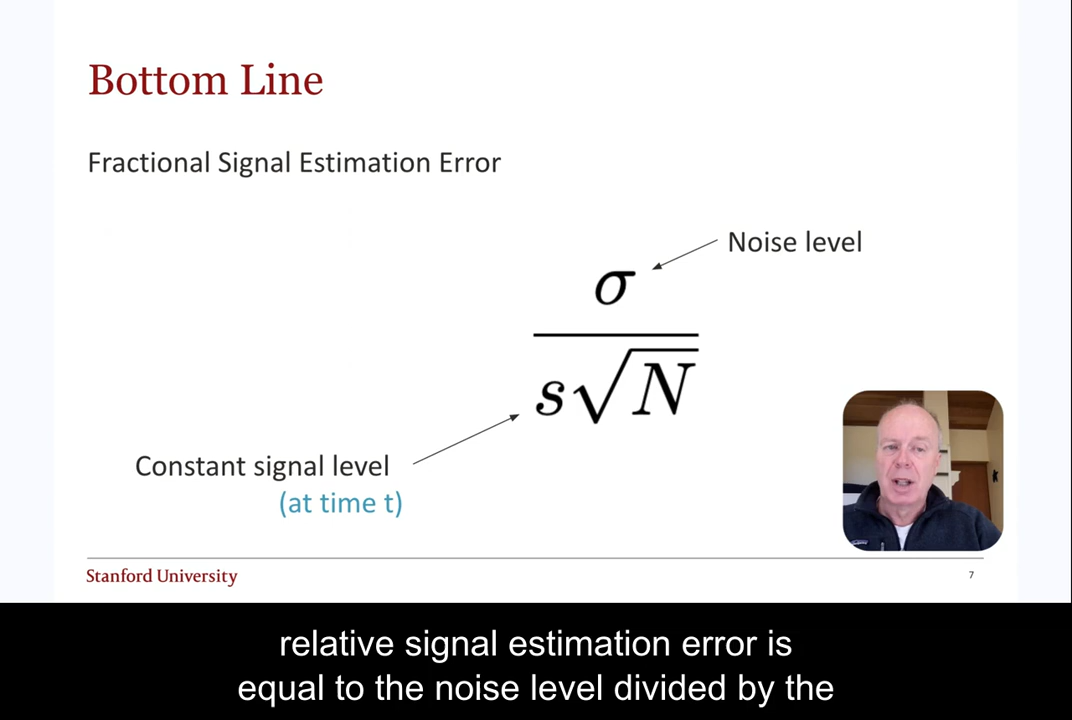 Bottom Line
Fractional Signal Estimation Error
Noise level
σ
s√N
Constant signal level
(at time t)
Stanford University
7
relative signal estimation error is
equal to the noise level divided by the